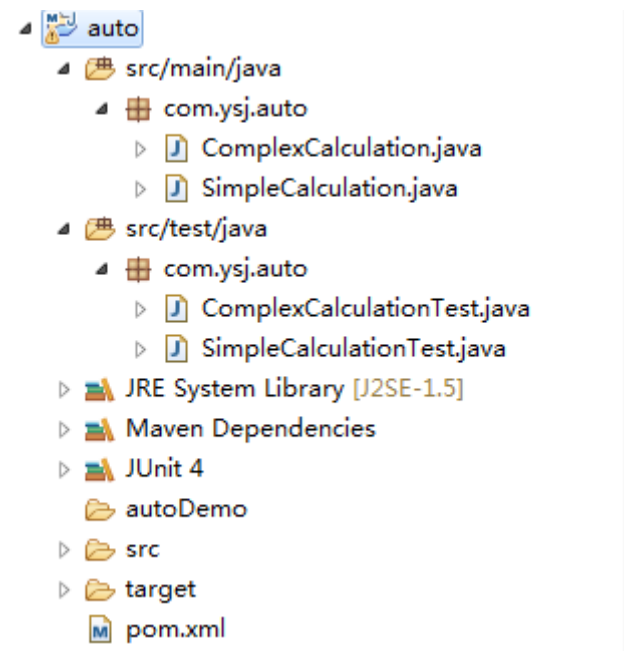 auto
src/main/java
com.ysj.auto
ComplexCalculation.java
SimpleCalculation.java
src/test/java
com.ysj.auto
ComplexCalculationTest.java
SimpleCalculationTest.java
JRE System Library [J2SE-1.5]
Maven Dependencies
JUnit 4
autoDemo
src
target
pom.xml